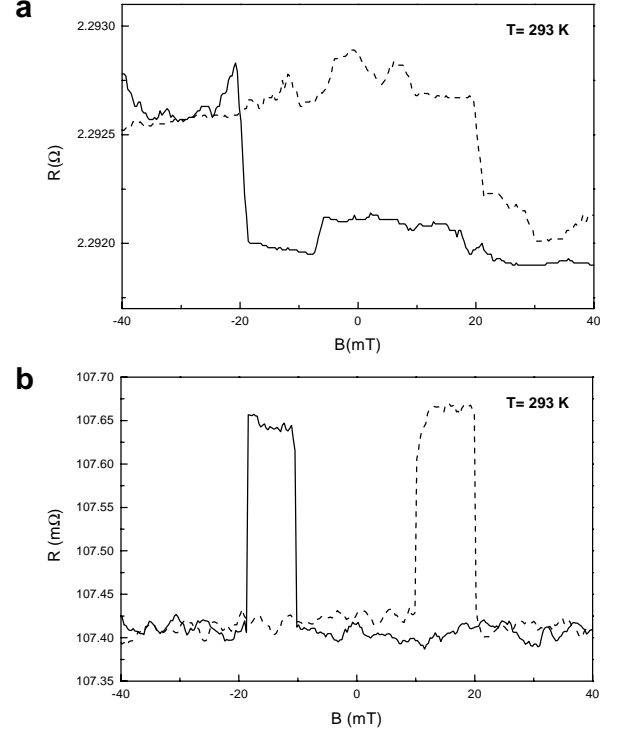 a
2.2930
T= 293 K
2.2925
R(Ω)
2.2920
-40 -20 0 20 40
B(mT)
b
107.70
T= 293 K
107.65
107.60
107.55
R (mΩ)
107.50
107.45
107.40
107.35
-40 -20 0 20 40
B (mT)